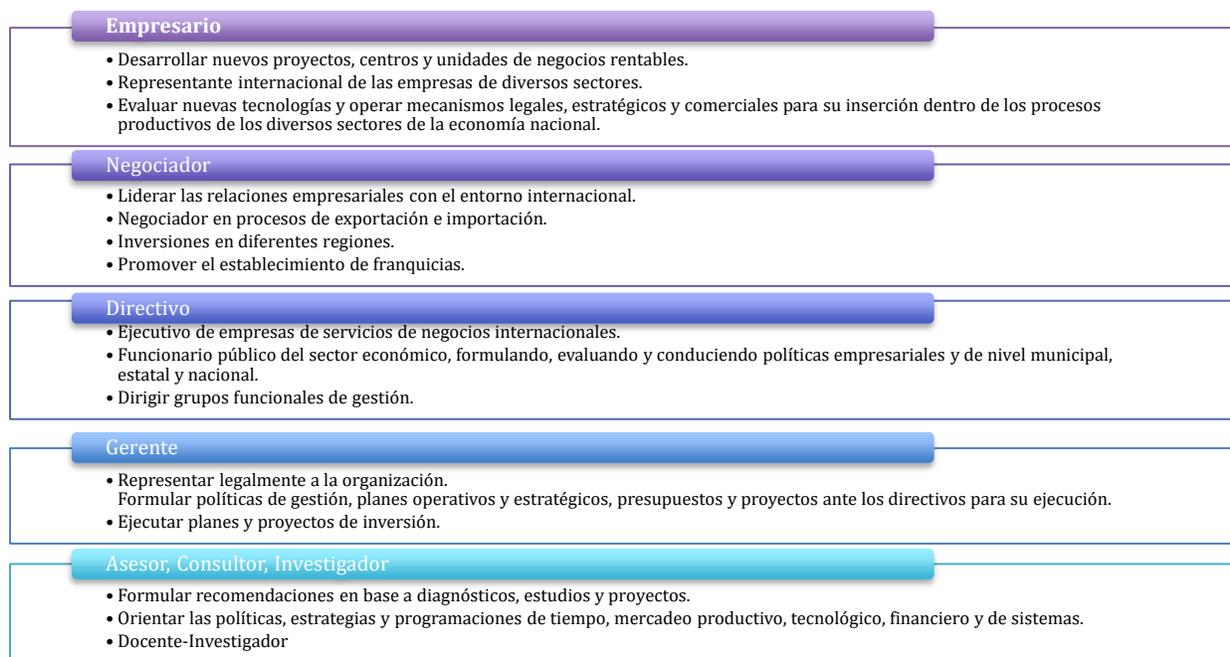 Empresario
• Desarrollar nuevos proyectos, centros y unidades de negocios rentables.
• Representante internacional de las empresas de diversos sectores.
• Evaluar nuevas tecnologías y operar mecanismos legales, estratégicos y comerciales para su inserción dentro de los procesos
productivos de los diversos sectores de la economía nacional.
Negociador
• Liderar las relaciones empresariales con el entorno internacional.
• Negociador en procesos de exportación e importación.
• Inversiones en diferentes regiones.
• Promover el establecimiento de franquicias.
Directivo
• Ejecutivo de empresas de servicios de negocios internacionales.
• Funcionario público del sector económico, formulando, evaluando y conduciendo políticas empresariales y de nivel municipal,
estatal y nacional.
• Dirigir grupos funcionales de gestión.
Gerente
• Representar legalmente a la organización.
Formular políticas de gestión, planes operativos y estratégicos, presupuestos y proyectos ante los directivos para su ejecución.
• Ejecutar planes y proyectos de inversión.
Asesor, Consultor, Investigador
• Formular recomendaciones en base a diagnósticos, estudios y proyectos.
• Orientar las políticas, estrategias y programaciones de tiempo, mercadeo productivo, tecnológico, financiero y de sistemas.
• Docente-Investigador